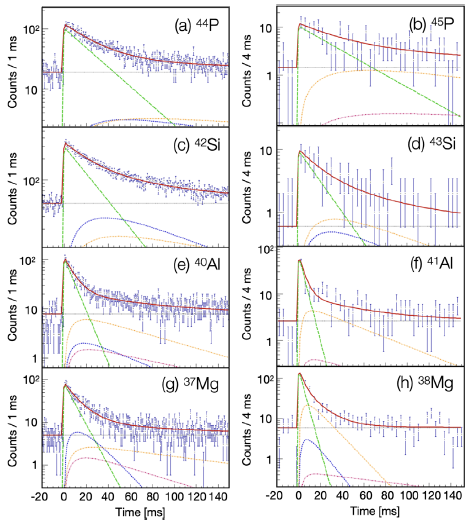 (a) ⁴⁴P
(b) ⁴⁵P
10²
10
Counts / 1 ms
10
1
Counts / 4 ms
(c) ⁴²Si
(d) ⁴³Si
10²
Counts / 1 ms
10
1
Counts / 4 ms
(e) ⁴⁰Al
(f) ⁴¹Al
10²
10
1
Counts / 1 ms
10²
10
1
Counts / 4 ms
(g) ³⁷Mg
(h) ³⁸Mg
10²
10
1
Counts / 1 ms
10²
10
1
Counts / 4 ms
-20 0 20 40 60 80 100 120 140
-20 0 20 40 60 80 100 120 140
Time [ms]
Time [ms]